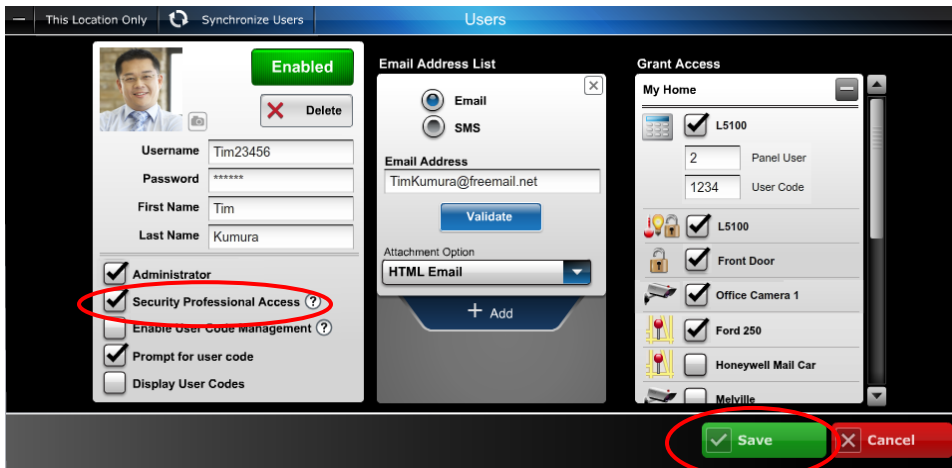 This Location Only
Synchronize Users
Users
Enabled
Delete
Username Tim23456
Password ******
First Name Tim
Last Name Kumura
Administrator
Security Professional Access ?
Enable User Code Management ?
Prompt for user code
Display User Codes
Email Address List
Email
SMS
Email Address
TimKumura@freemail.net
Validate
Attachment Option
HTML Email
+ Add
Grant Access
My Home
L5100
2 Panel User
1234 User Code
L5100
Front Door
Office Camera 1
Ford 250
Honeywell Mail Car
Melville
Save
Cancel